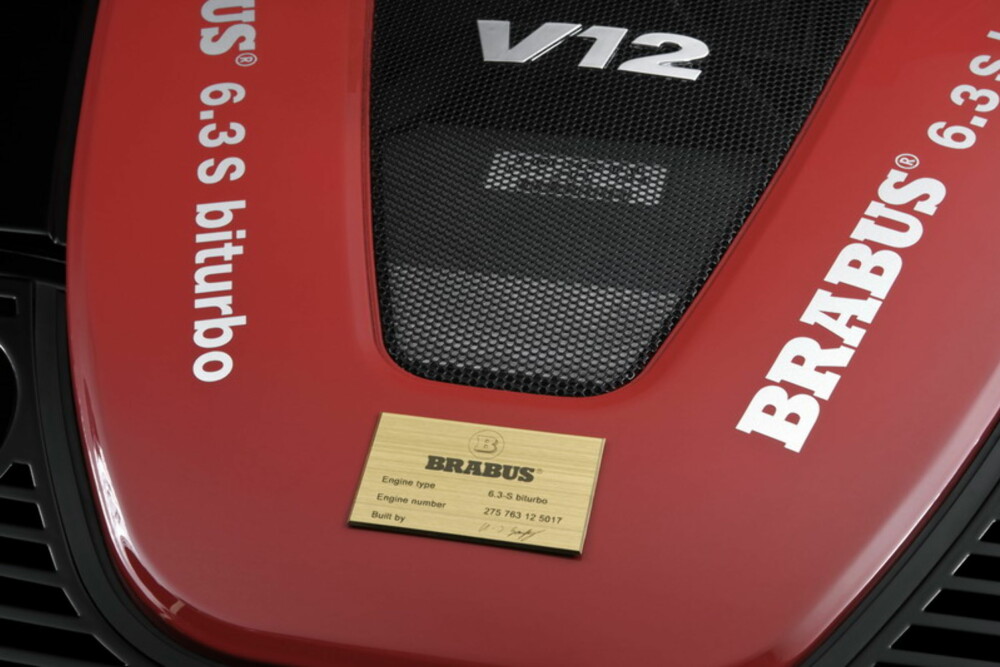 V12
US® 6.3 S biturbo
BRABUS® 6.3 S
B
BRABUS®
Engine type 6.3-S biturbo
Engine number 275 763 12 5017
Built by